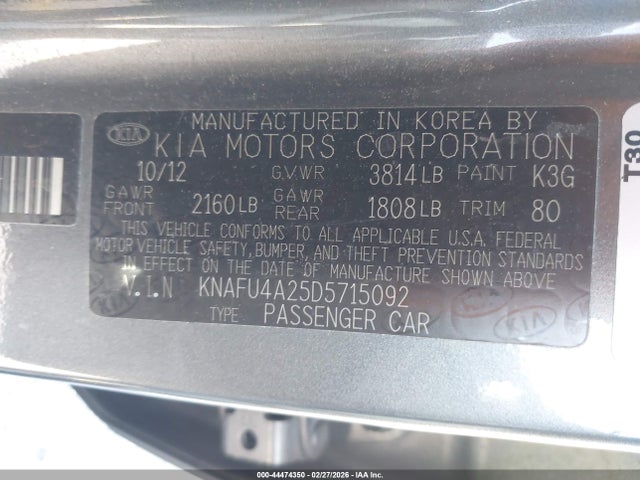 MANUFACTURED IN KOREA BY
KIA KIA MOTORS CORPORATION
10/12 G.VWR 3814 LB PAINT K3G
GAWR FRONT 2160 LB GAWR REAR 1808 LB TRIM 80
THIS VEHICLE CONFORMS TO ALL APPLICABLE U.S.A. FEDERAL
MOTOR VEHICLE SAFETY, BUMPER, AND THEFT PREVENTION STANDARDS
IN EFFECT ON THE DATE OF MANUFACTURE SHOWN ABOVE
V.I.N KNAFU4A25D5715092
TYPE: PASSENGER CAR
T30
000-44474350 02/27/2026 - COPYRIGHT IAA, LLC.